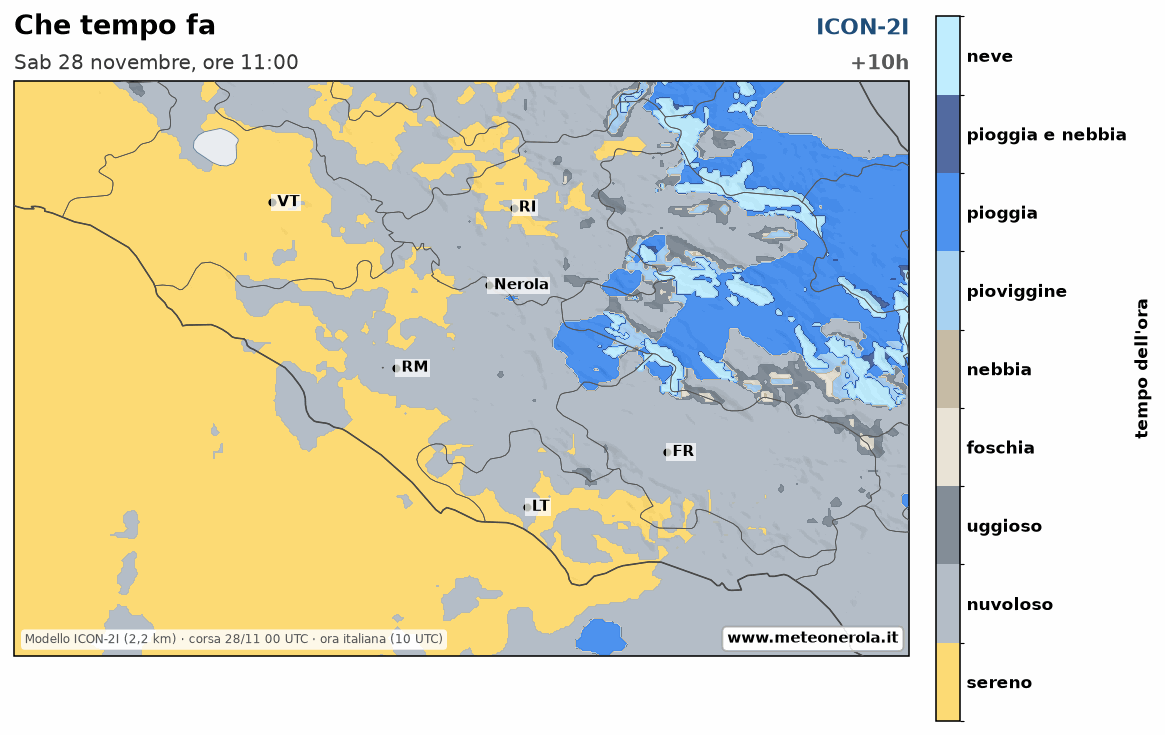 Che tempo fa
ICON-2I
Sab 28 novembre, ore 11:00
+10h
neve
pioggia e nebbia
pioggia
pioviggine
nebbia
foschia
uggioso
nuvoloso
sereno
tempo dell'ora
VT
RI
Nerola
RM
FR
LT
Modello ICON-2I (2,2 km) · corsa 28/11 00 UTC · ora italiana (10 UTC)
www.meteonerola.it